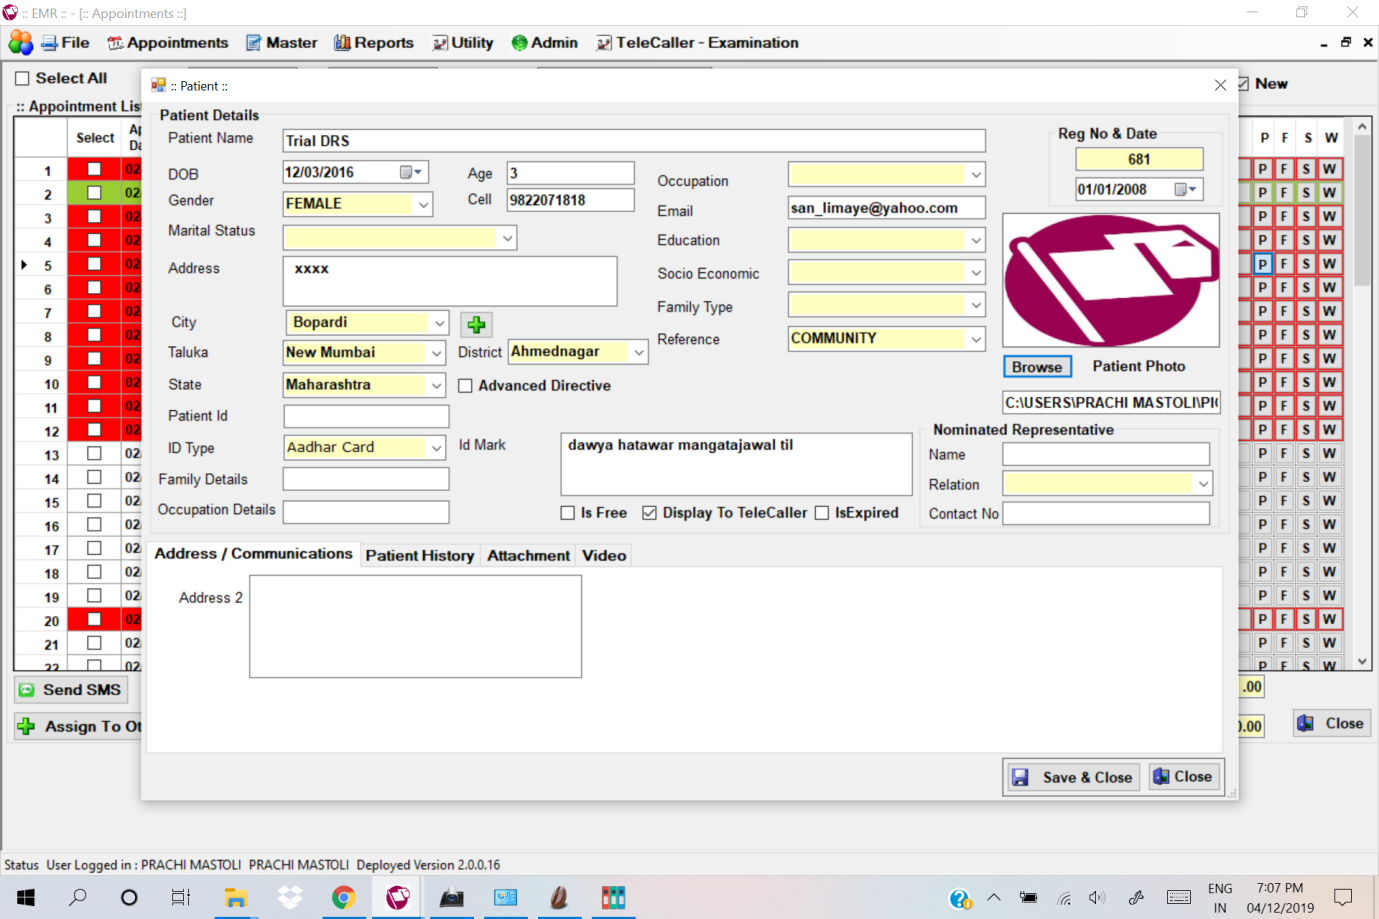 :: EMR :: - [:: Appointments ::]
File Appointments Master Reports Utility Admin TeleCaller - Examination
Select All
New
:: Appointment List
Select
P F S W
:: Patient ::
Patient Details
Patient Name Trial DRS
Reg No & Date
681
01/01/2008
DOB 12/03/2016 Age 3
Occupation
Gender FEMALE Cell 9822071818
Email san_limaye@yahoo.com
Marital Status
Education
Address xxxx
Socio Economic
Family Type
City Bopardi
Reference COMMUNITY
Taluka New Mumbai District Ahmednagar
State Maharashtra Advanced Directive
Browse Patient Photo
C:\USERS\PRACHI MASTOLI\PI
Patient Id
ID Type Aadhar Card Id Mark dawya hatawar mangatajawal til
Nominated Representative
Name
Relation
Contact No
Family Details
Occupation Details
Is Free Display To TeleCaller IsExpired
Address / Communications Patient History Attachment Video
Address 2
1 02 P F S W
2 02 P F S W
3 02 P F S W
4 02 P F S W
5 02 P F S W
6 02 P F S W
7 02 P F S W
8 02 P F S W
9 02 P F S W
10 02 P F S W
11 02 P F S W
12 02 P F S W
13 02 P F S W
14 02 P F S W
15 02 P F S W
16 02 P F S W
17 02 P F S W
18 02 P F S W
19 02 P F S W
20 02 P F S W
21 02 P F S W
22 02 P F S W
Send SMS
.00
Assign To Ot
0.00
Close
Save & Close Close
Status User Logged in : PRACHI MASTOLI PRACHI MASTOLI Deployed Version 2.0.0.16
ENG
IN
7:07 PM
04/12/2019